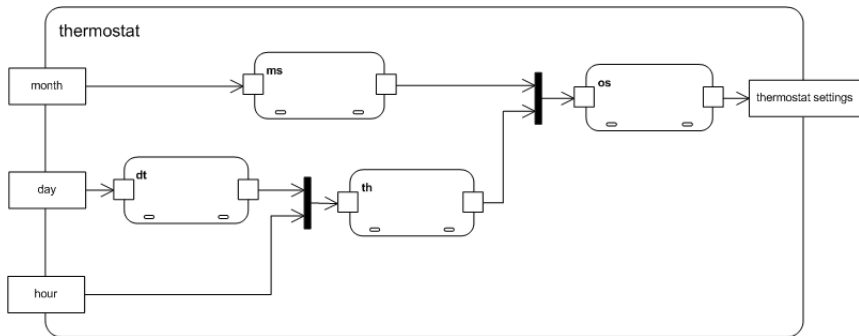 thermostat
month
ms
os
thermostat settings
day
dt
th
hour